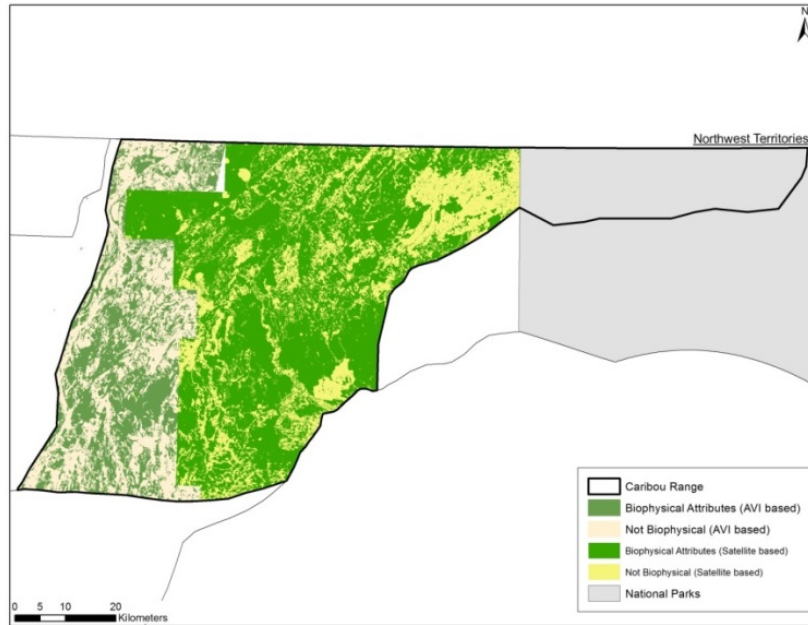 N
Northwest Territories
Caribou Range
Biophysical Attributes (AVI based)
Not Biophysical (AVI based)
Biophysical Attributes (Satellite based)
Not Biophysical (Satellite based)
National Parks
0 5 10 20
Kilometers